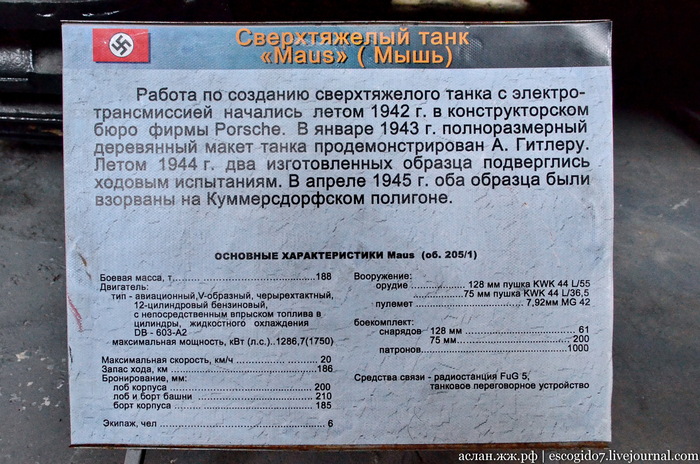 Сверхтяжелый танк
«Maus» ( Мышь)
Работа по созданию сверхтяжелого танка с электро-
трансмиссией начались летом 1942 г. в конструкторском
бюро фирмы Porsche. В январе 1943 г. полноразмерный
деревянный макет танка продемонстрирован А. Гитлеру.
Летом 1944 г. два изготовленных образца подверглись
ходовым испытаниям. В апреле 1945 г. оба образца были
взорваны на Куммерсдорфском полигоне.
ОСНОВНЫЕ ХАРАКТЕРИСТИКИ Maus (об. 205/1)
Боевая масса, т............188
Двигатель:
тип - авиационный,V-образный, черырехтактный,
12-цилиндровый бензиновый,
с непосредственным впрыском топлива в
цилиндры, жидкостного охлаждения
DB - 603-A2
максимальная мощность, кВт (л.с)..1286,7(1750)
Максимальная скорость, км/ч............20
Запас хода, км............186
Бронирование, мм:
лоб корпуса............200
лоб и борт башни............210
борт корпуса............185
Экипаж, чел............6
Вооружение:
орудие............128 мм пушка KWK 44 L/55
............75 мм пушка KWK 44 L/36,5
пулемет............7,92мм MG 42
боекомплект:
снарядов 128 мм............61
75 мм............200
патронов............1000
Средства связи - радиостанция FuG 5,
танковое переговорное устройство
аслан.жж.рф | escogido7.livejournal.com